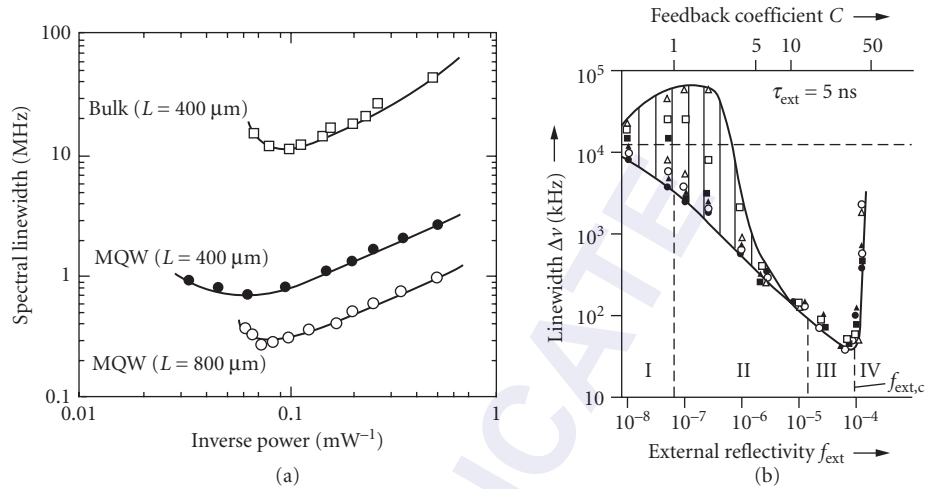 100
10
1
0.1
Spectral linewidth (MHz)
Bulk (L = 400 μm)
MQW (L = 400 μm)
MQW (L = 800 μm)
0.01
0.1
1
Inverse power (mW⁻¹)
(a)
Feedback coefficient C
1
5
10
50
10⁵
10⁴
10³
10²
10
Linewidth Δν (kHz)
τext = 5 ns
I
II
III
IV
fext,c
10⁻⁸
10⁻⁷
10⁻⁶
10⁻⁵
10⁻⁴
External reflectivity fext
(b)
ICATE